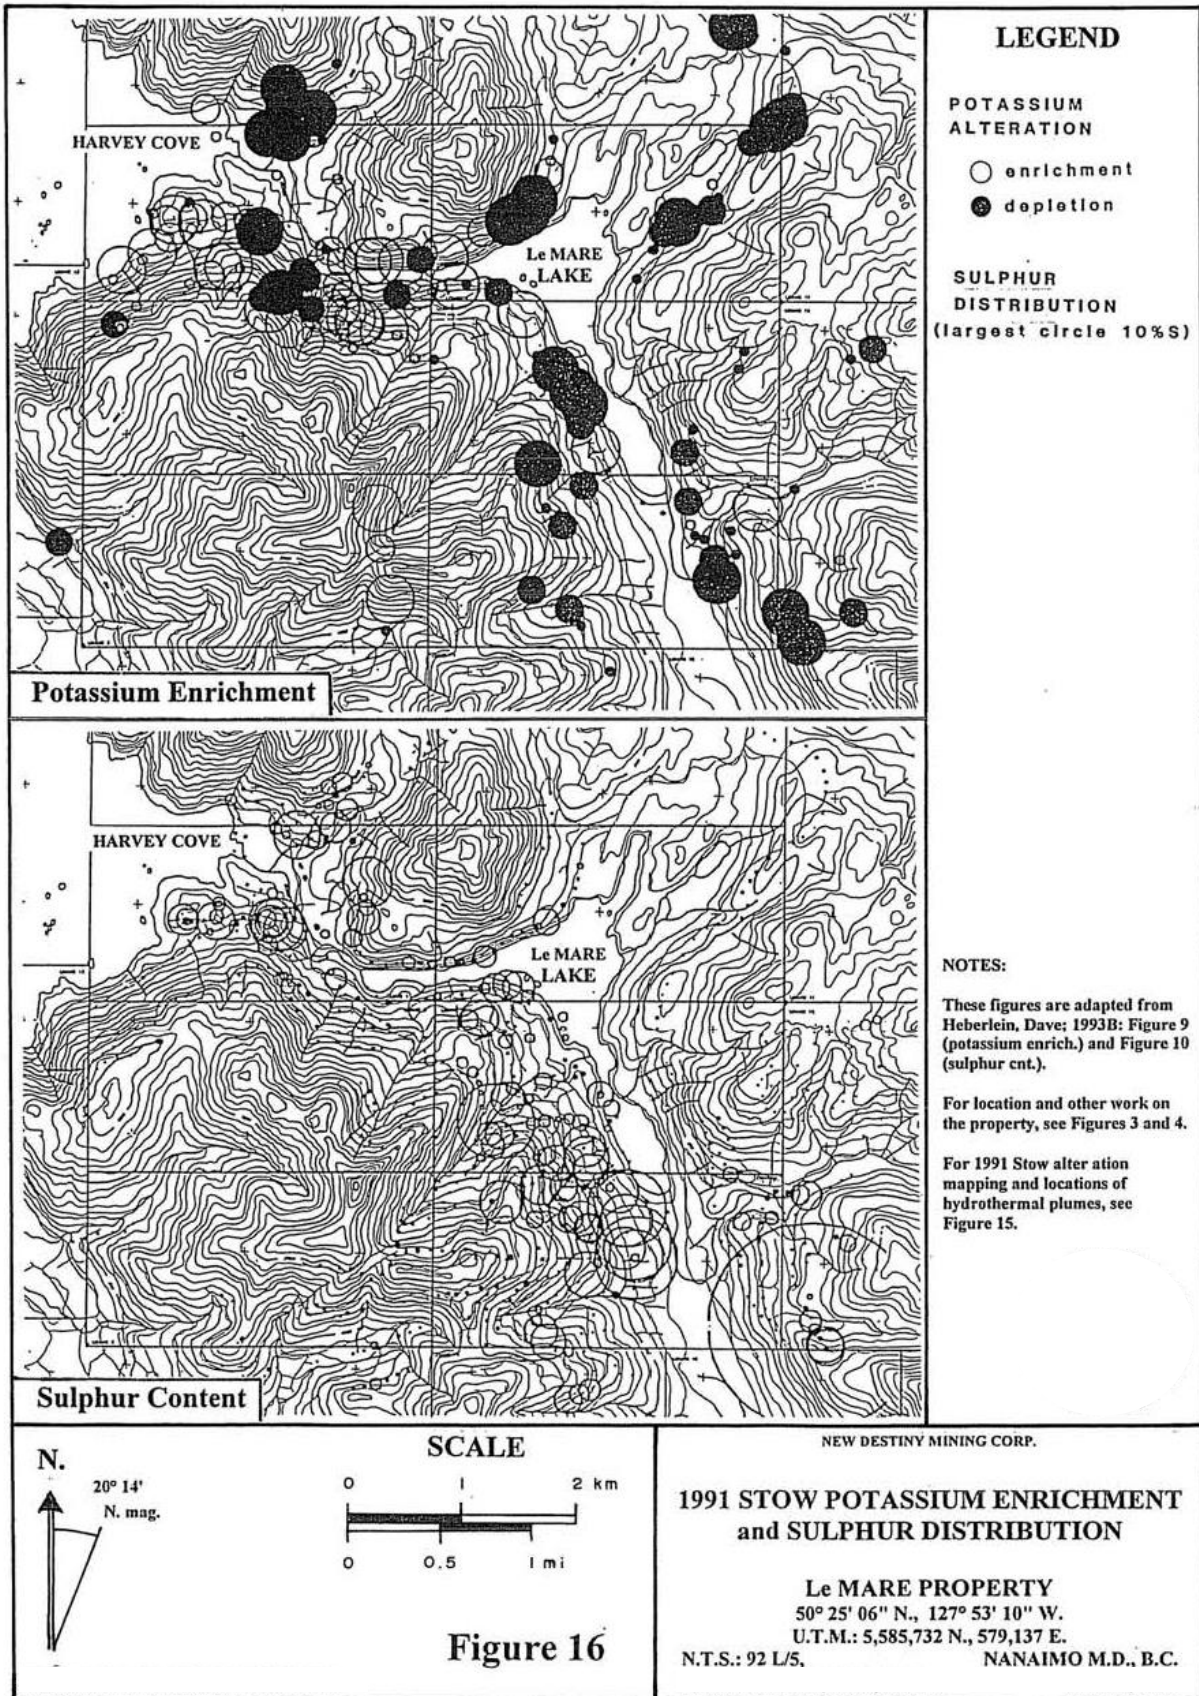 HARVEY COVE
Le MARE
LAKE
Potassium Enrichment
LEGEND
POTASSIUM
ALTERATION
enrichment
depletion
SULPHUR
DISTRIBUTION
(largest circle 10%S)
HARVEY COVE
Le MARE
LAKE
Sulphur Content
NOTES:
These figures are adapted from
Heberlein, Dave; 1993B: Figure 9
(potassium enrich.) and Figure 10
(sulphur cnt.).
For location and other work on
the property, see Figures 3 and 4.
For 1991 Stow alter ation
mapping and locations of
hydrothermal plumes, see
Figure 15.
N.
20° 14'
N. mag.
SCALE
0 1 2 km
0 0.5 1 mi
Figure 16
NEW DESTINY MINING CORP.
1991 STOW POTASSIUM ENRICHMENT
and SULPHUR DISTRIBUTION
Le MARE PROPERTY
50° 25' 06" N., 127° 53' 10" W.
U.T.M.: 5,585,732 N., 579,137 E.
N.T.S.: 92 L/5, NANAIMO M.D., B.C.